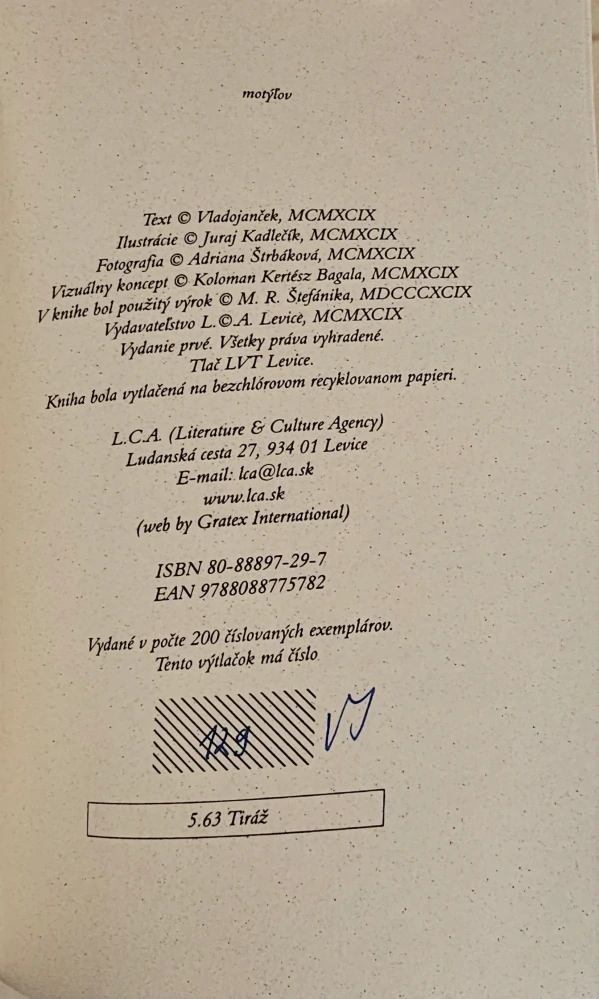 motýľov
Text © Vladojanček, MCMXCIX
Ilustrácie © Juraj Kadlečík, MCMXCIX
Fotografia © Adriana Štrbáková, MCMXCIX
Vizuálny koncept © Koloman Kertész Bagala, MCMXCIX
V knihe bol použitý výrok © M. R. Štefánika, MDCCCXCIX
Vydavateľstvo L.©.A. Levice, MCMXCIX
Vydanie prvé. Všetky práva vyhradené.
Tlač LVT Levice.
Kniha bola vytlačená na bezchlórovom recyklovanom papieri.
L.C.A. (Literature & Culture Agency)
Ludanská cesta 27, 934 01 Levice
E-mail: lca@lca.sk
www.lca.sk
(web by Gratex International)
ISBN 80-88897-29-7
EAN 9788088775782
Vydané v počte 200 číslovaných exemplárov.
Tento výtlačok má číslo
129 VJ
5.63 Tiráž